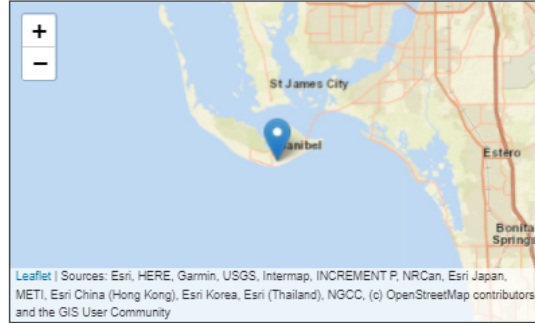 +
−
St James City
anibel
Estero
Bonita
Springs
Leaflet | Sources: Esri, HERE, Garmin, USGS, Intermap, INCREMENT P, NRCan, Esri Japan,
METI, Esri China (Hong Kong), Esri Korea, Esri (Thailand), NGCC, (c) OpenStreetMap contributors,
and the GIS User Community